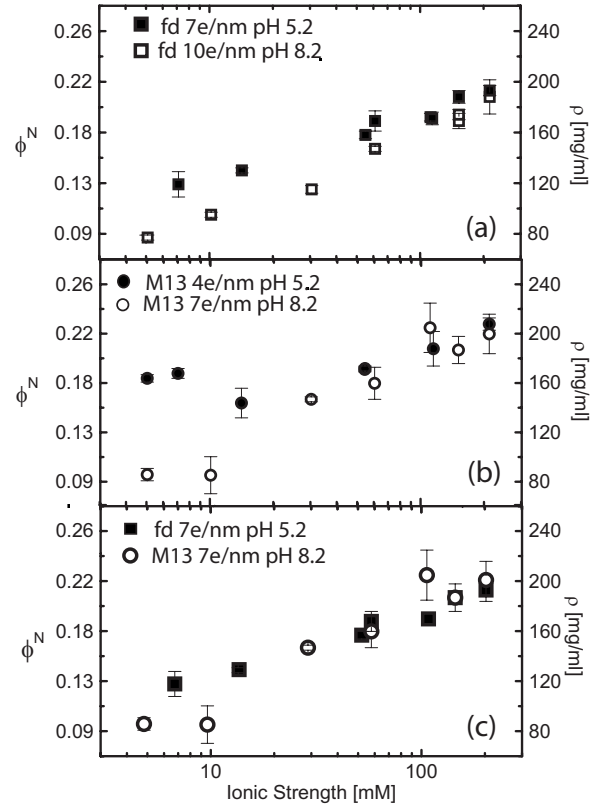 fd 7e/nm pH 5.2
fd 10e/nm pH 8.2
0.26
0.22
0.18
0.13
0.09
ϕN
240
200
160
120
80
ρ [mg/ml]
(a)
M13 4e/nm pH 5.2
M13 7e/nm pH 8.2
0.26
0.22
0.18
0.13
0.09
ϕN
240
200
160
120
80
ρ [mg/ml]
(b)
fd 7e/nm pH 5.2
M13 7e/nm pH 8.2
0.26
0.22
0.18
0.13
0.09
ϕN
240
200
160
120
80
ρ [mg/ml]
(c)
10
100
Ionic Strength [mM]